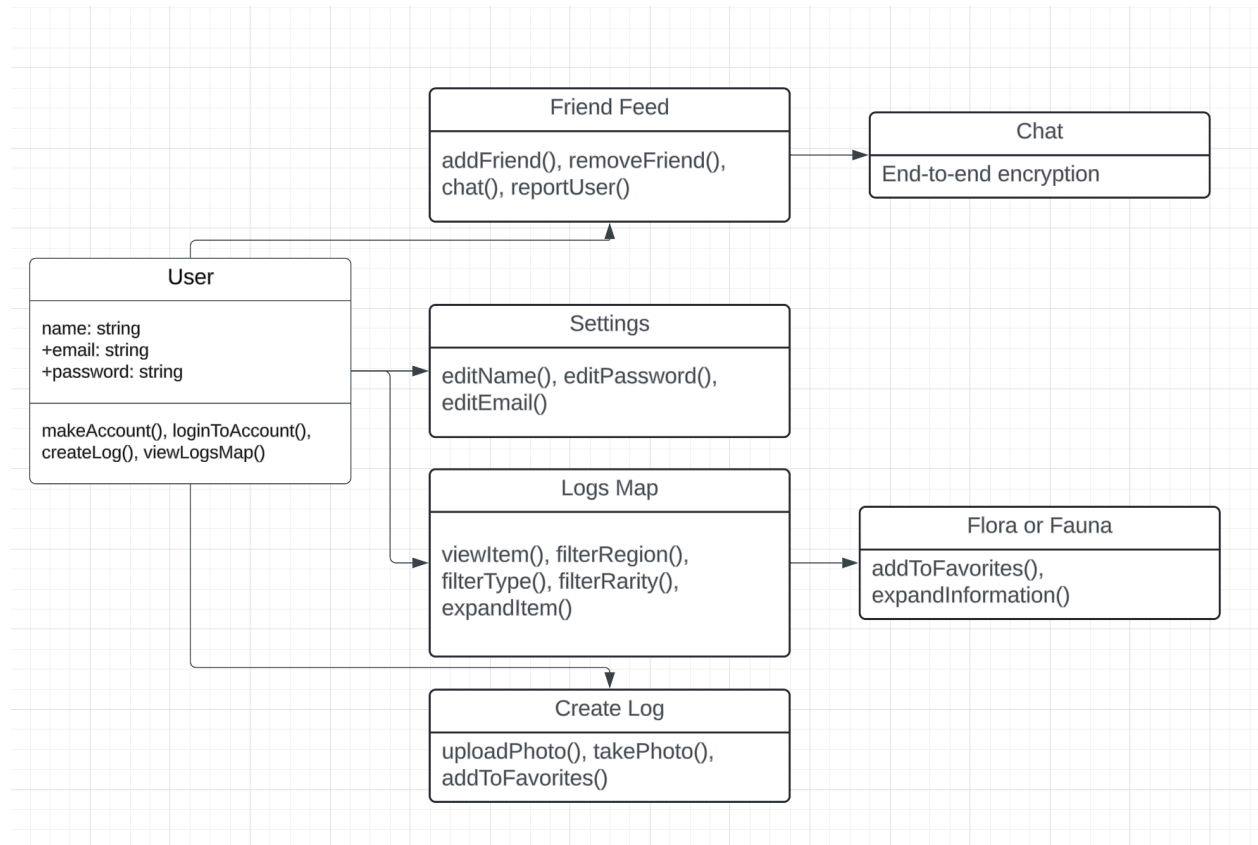 Friend Feed
addFriend(), removeFriend(),
chat(), reportUser()
Chat
End-to-end encryption
User
name: string
+email: string
+password: string
makeAccount(), loginToAccount(),
createLog(), viewLogsMap()
Settings
editName(), editPassword(),
editEmail()
Logs Map
viewItem(), filterRegion(),
filterType(), filterRarity(),
expandItem()
Flora or Fauna
addToFavorites(),
expandInformation()
Create Log
uploadPhoto(), takePhoto(),
addToFavorites()